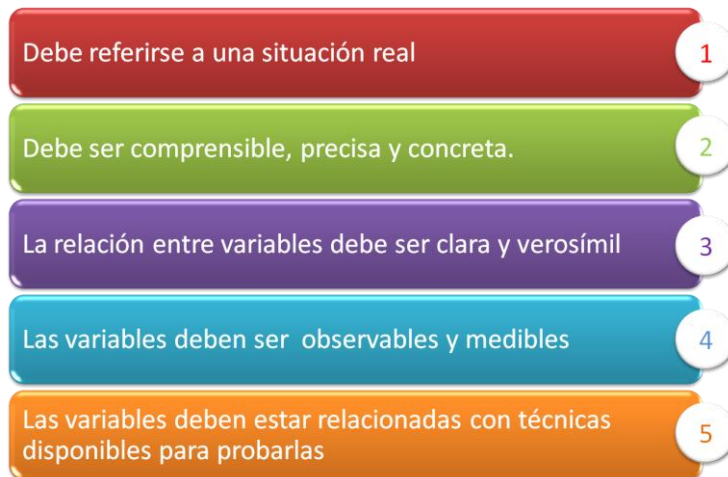 Debe referirse a una situación real
1
Debe ser comprensible, precisa y concreta.
2
La relación entre variables debe ser clara y verosímil
3
Las variables deben ser observables y medibles
4
Las variables deben estar relacionadas con técnicas
disponibles para probarlas
5